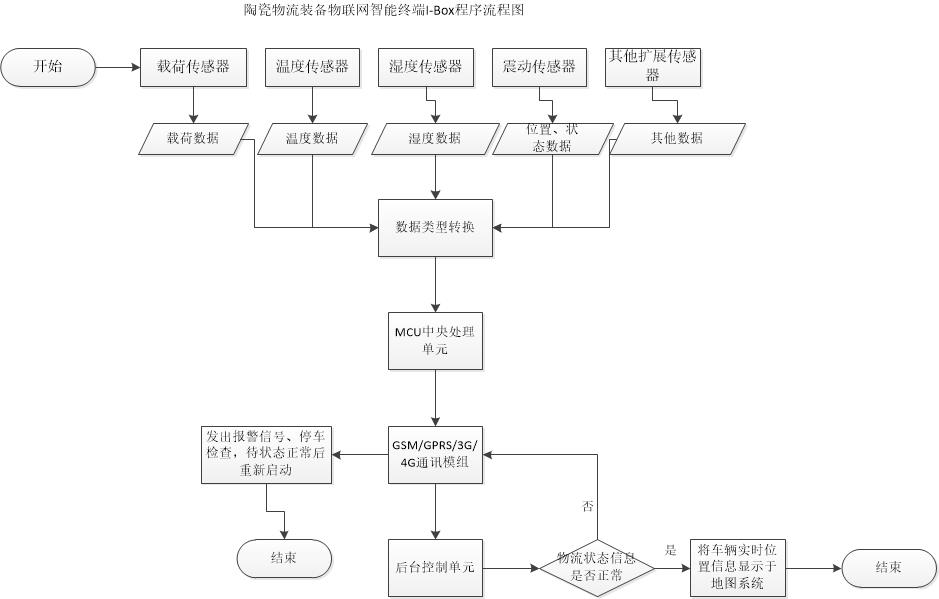 陶瓷物流装备物联网智能终端I-Box程序流程图
开始
载荷传感器
温度传感器
湿度传感器
震动传感器
其他扩展传感
器
载荷数据
温度数据
湿度数据
位置、状
态数据
其他数据
数据类型转换
MCU中央处理
单元
发出报警信号、停车
检查，待状态正常后
重新启动
GSM/GPRS/3G/
4G通讯模组
否
结束
后台控制单元
物流状态信息
是否正常
是
将车辆实时位
置信息显示于
地图系统
结束